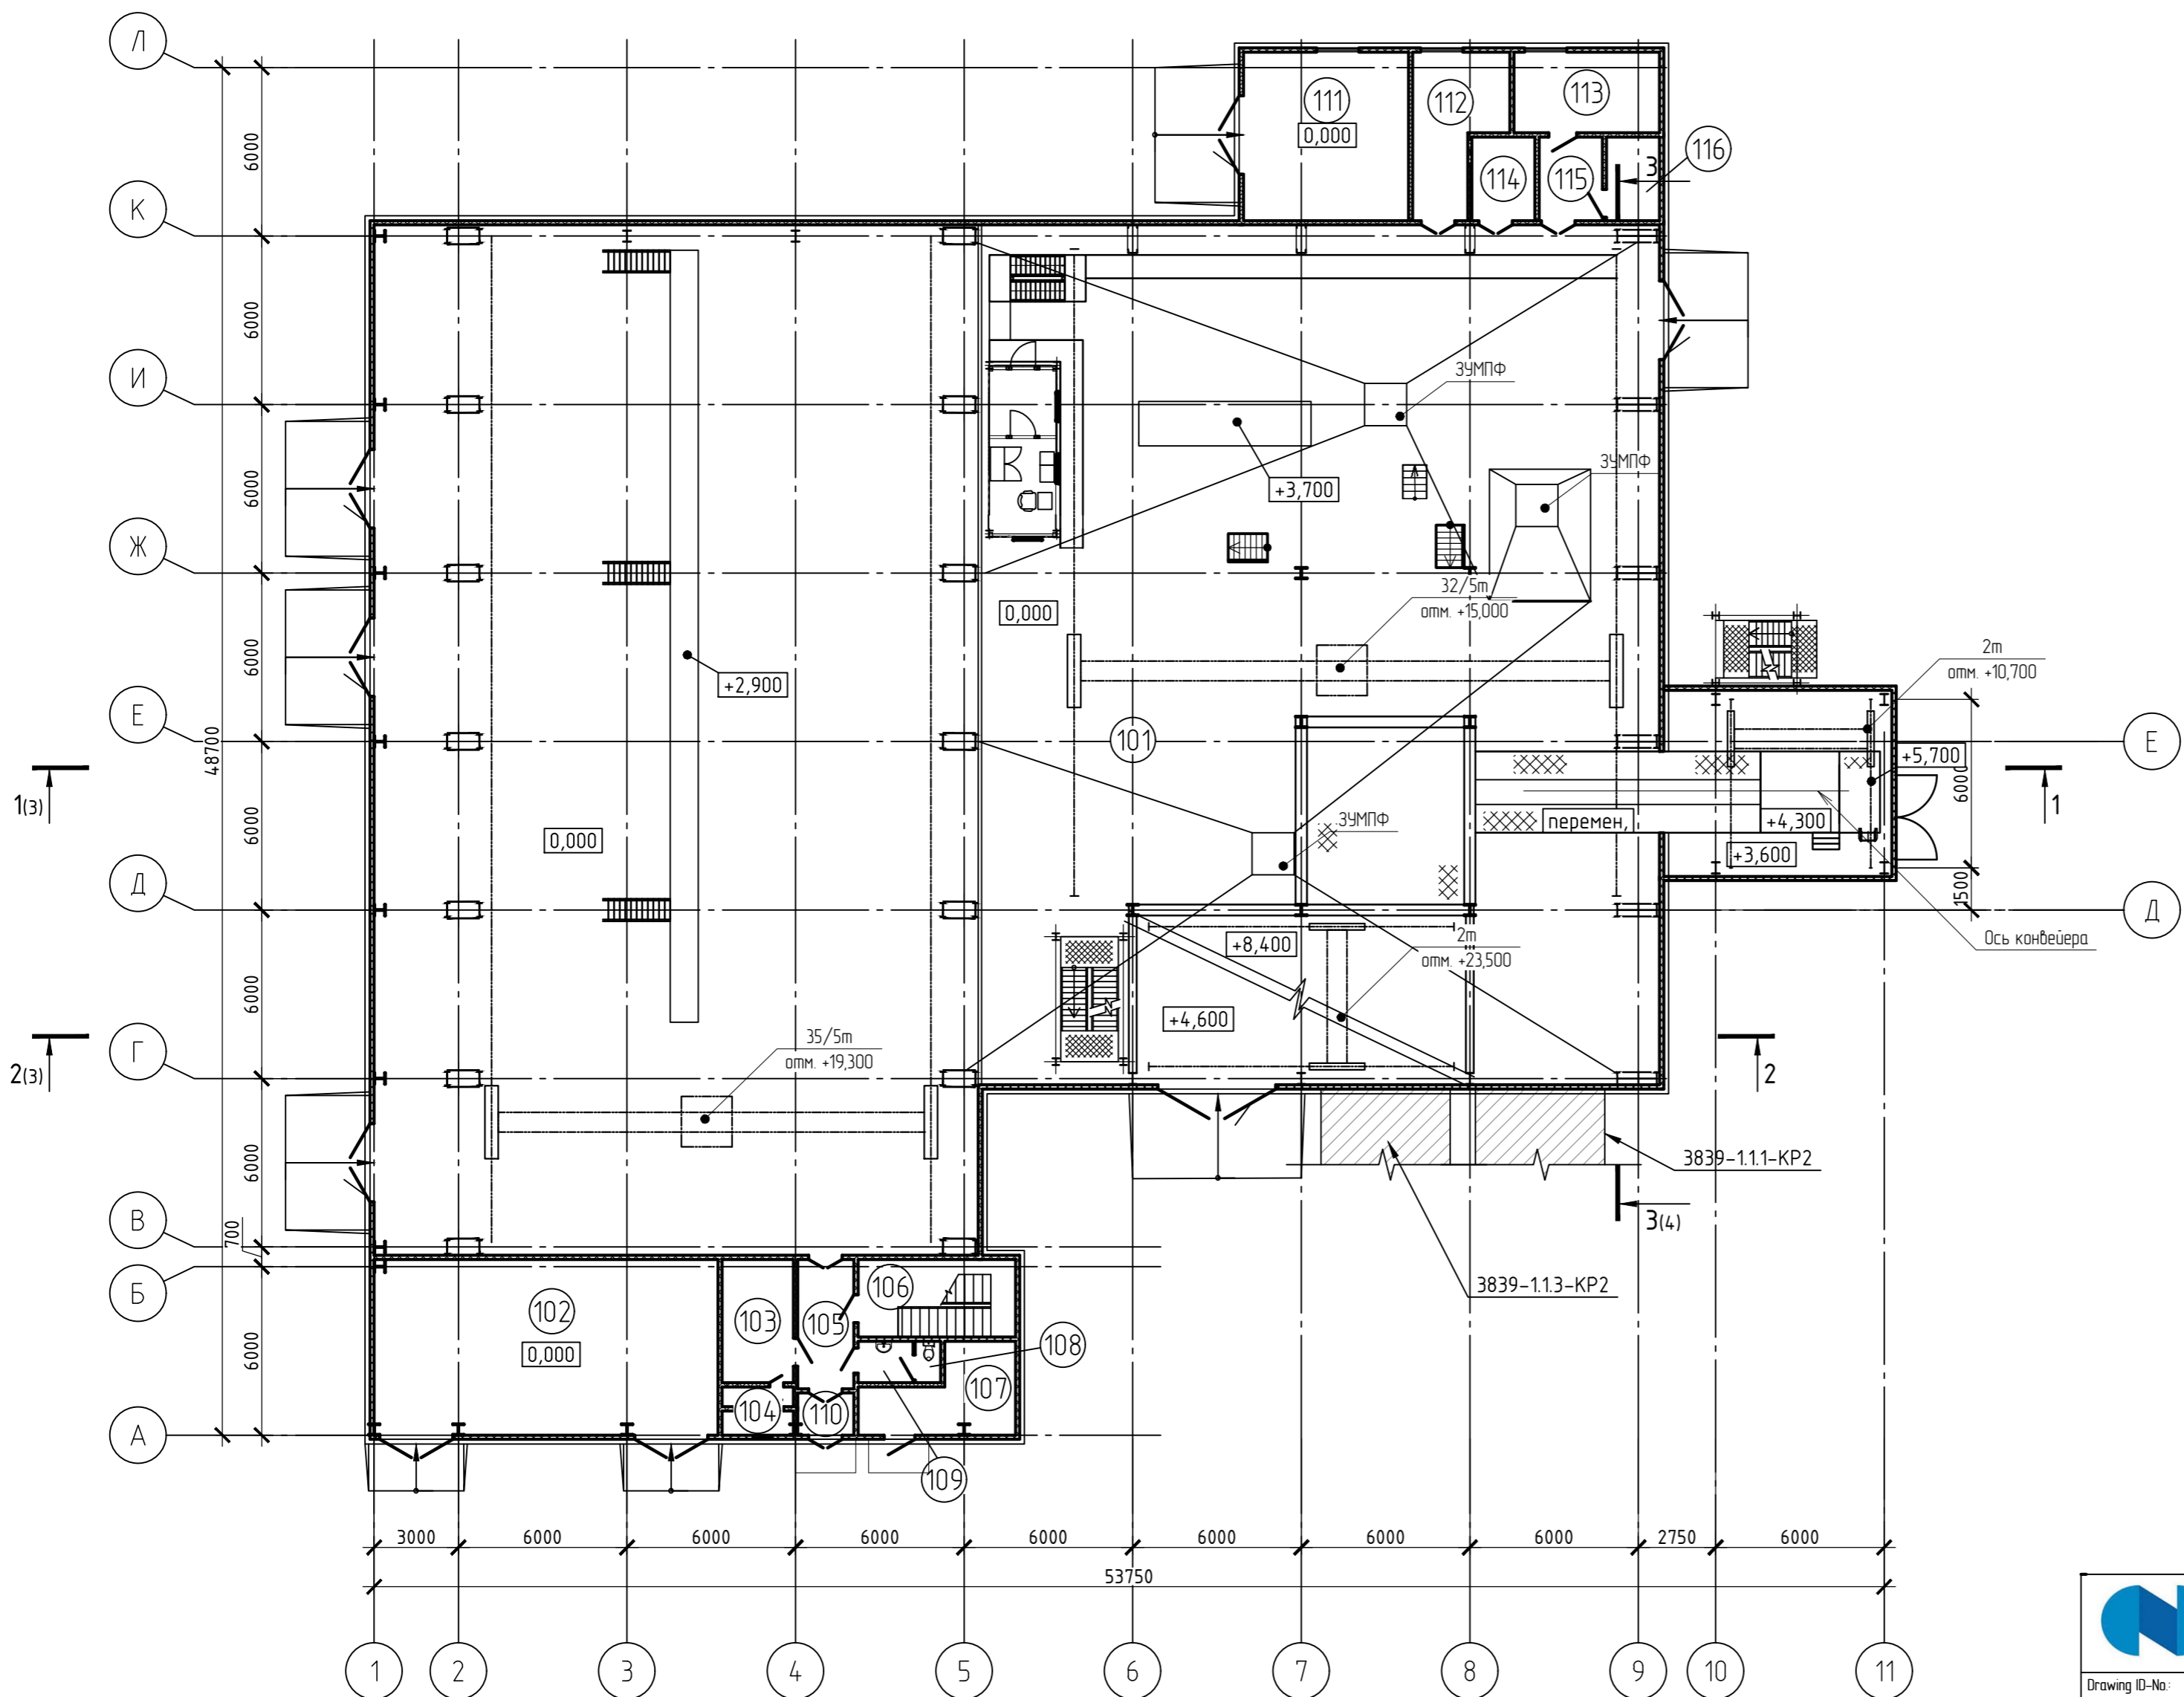 Л
К
И
Ж
Е
Д
Г
В
Б
А
6000
6000
6000
6000
6000
6000
6000
700
6000
48700
1(3)
2(3)
111
0,000
112
113
114
115
116
3
ЗУМПФ
ЗУМПФ
+3,700
0,000
32/5т
отм. +15,000
+2,900
101
2т
отм. +10,700
Е
+5,700
6000
1
0,000
ЗУМПФ
перемен,
+4,300
+3,600
1500
Д
Ось конвейера
+8,400
2т
отм. +23,500
+4,600
35/5т
отм. +19,300
2
3839-1.1.1-КР2
3(4)
3839-1.1.3-КР2
102
0,000
103
105
106
108
104
110
107
109
3000
6000
6000
6000
6000
6000
6000
6000
2750
6000
53750
1
2
3
4
5
6
7
8
9
10
11
Drawing ID-No.: